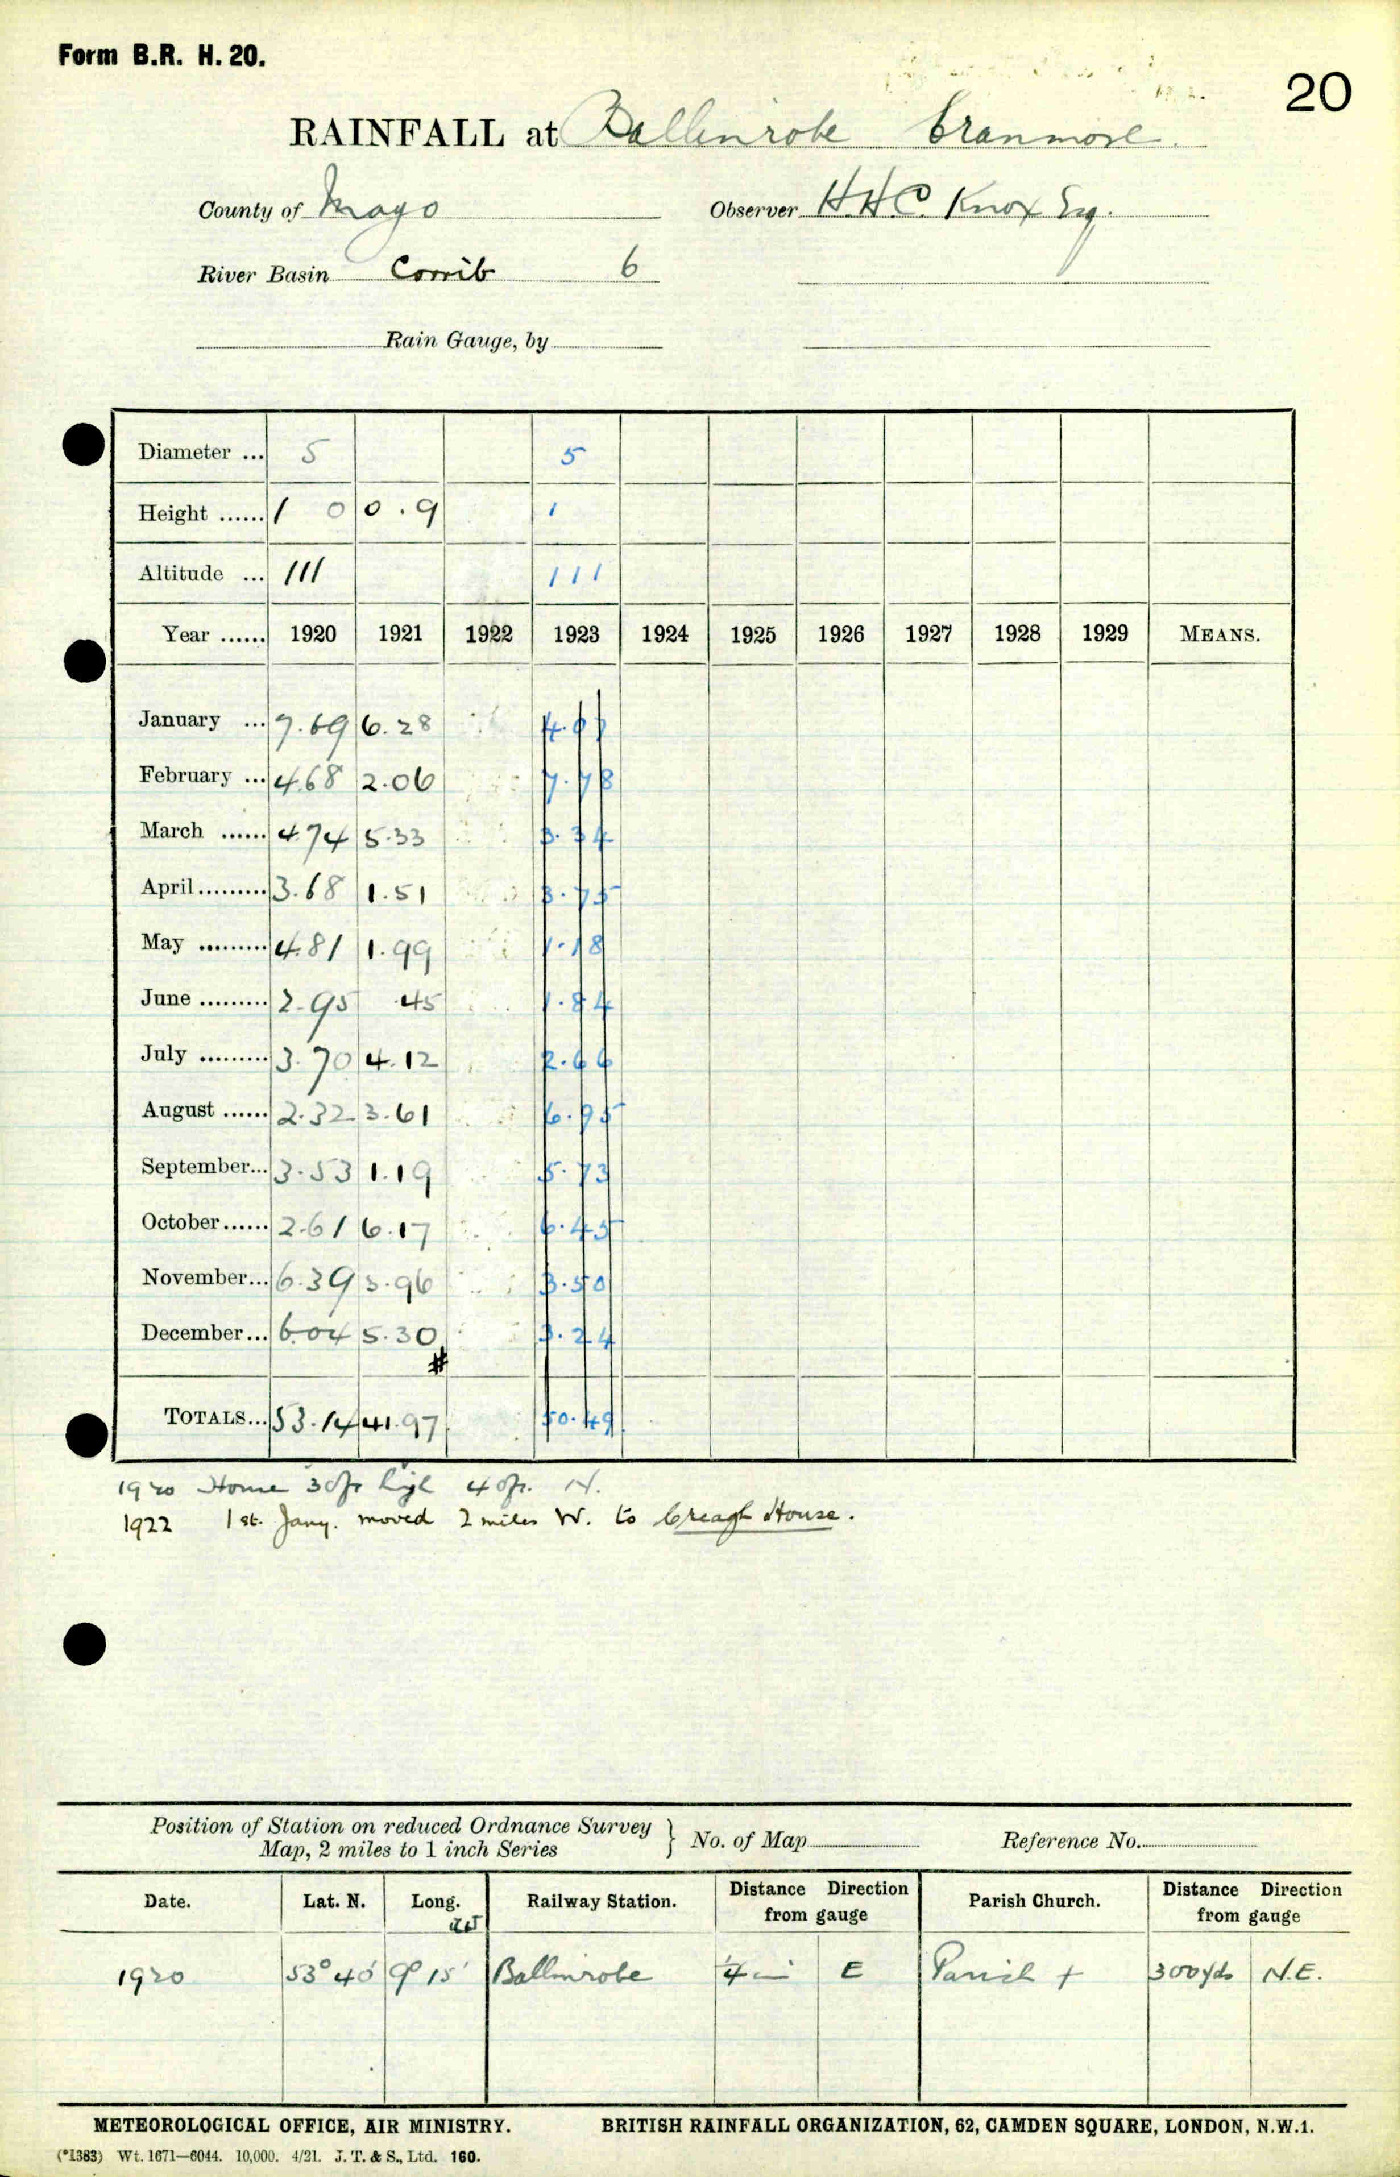 Form B.R. H. 20.
20
RAINFALL at Ballinrobe Cranmore
County of Mayo Observer H.H.C. Knox Esq.
River Basin Corrib 6
Rain Gauge, by
Diameter ... 5 5
Height ...... 1 0 0.9 1
Altitude ... 111 111
Year ...... 1920 1921 1922 1923 1924 1925 1926 1927 1928 1929 MEANS.
January ... 7.69 6.28 4.07
February ... 4.68 2.06 7.78
March ...... 4.74 5.33 3.34
April ......... 3.68 1.51 3.75
May ......... 4.81 1.99 1.18
June ......... 2.95 .45 1.84
July ......... 3.70 4.12 2.66
August ...... 2.32 3.61 6.95
September... 3.53 1.19 5.73
October ...... 2.61 6.17 6.45
November... 6.39 3.96 3.50
December... 6.04 5.30 3.24
#
TOTALS... 53.14 41.97 50.49
1920 House 30ft high 40ft. N.
1922 1st. Jany. moved 2 miles W. to Creagh House.
Position of Station on reduced Ordnance Survey Map, 2 miles to 1 inch Series } No. of Map Reference No.
Date. Lat. N. Long. W Railway Station. Distance Direction from gauge Parish Church. Distance Direction from gauge
1920 53° 40' 9° 15' Ballinrobe ¼ m E Parish + 300yds N.E.
METEOROLOGICAL OFFICE, AIR MINISTRY. BRITISH RAINFALL ORGANIZATION, 62, CAMDEN SQUARE, LONDON, N.W.1.
(*1383) Wt. 1671—6044. 10,000. 4/21. J. T. & S., Ltd. 160.